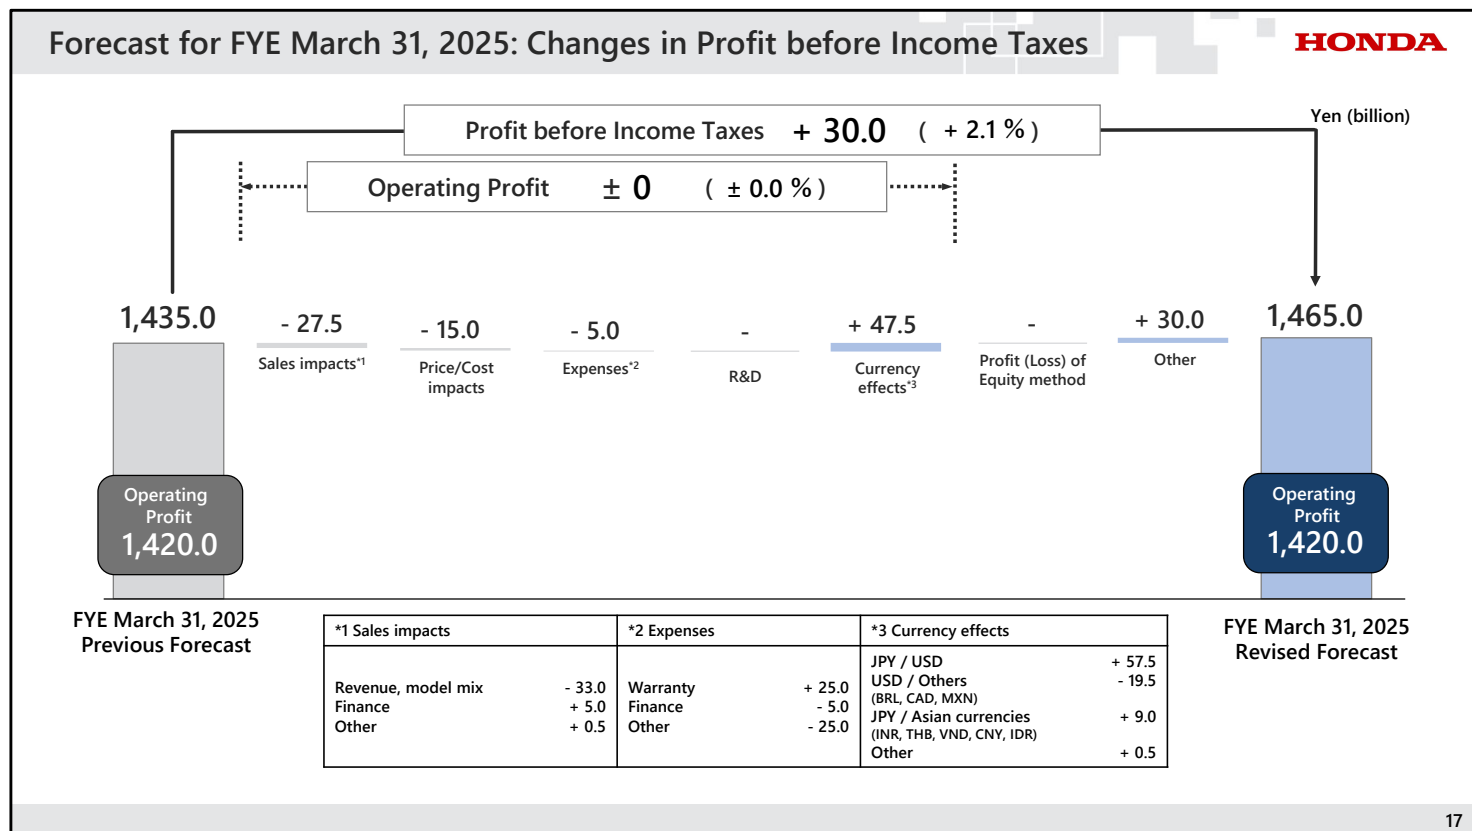 Forecast for FYE March 31, 2025: Changes in Profit before Income Taxes
HONDA
Yen (billion)
Profit before Income Taxes + 30.0 ( + 2.1 % )
Operating Profit ± 0 ( ± 0.0 % )
1,435.0
- 27.5
Sales impacts*1
- 15.0
Price/Cost
impacts
- 5.0
Expenses*2
-
R&D
+ 47.5
Currency
effects*3
-
Profit (Loss) of
Equity method
+ 30.0
Other
1,465.0
Operating
Profit
1,420.0
Operating
Profit
1,420.0
FYE March 31, 2025
Previous Forecast
FYE March 31, 2025
Revised Forecast
*1 Sales impacts
Revenue, model mix - 33.0
Finance + 5.0
Other + 0.5
*2 Expenses
Warranty + 25.0
Finance - 5.0
Other - 25.0
*3 Currency effects
JPY / USD + 57.5
USD / Others - 19.5
(BRL, CAD, MXN)
JPY / Asian currencies + 9.0
(INR, THB, VND, CNY, IDR)
Other + 0.5
17